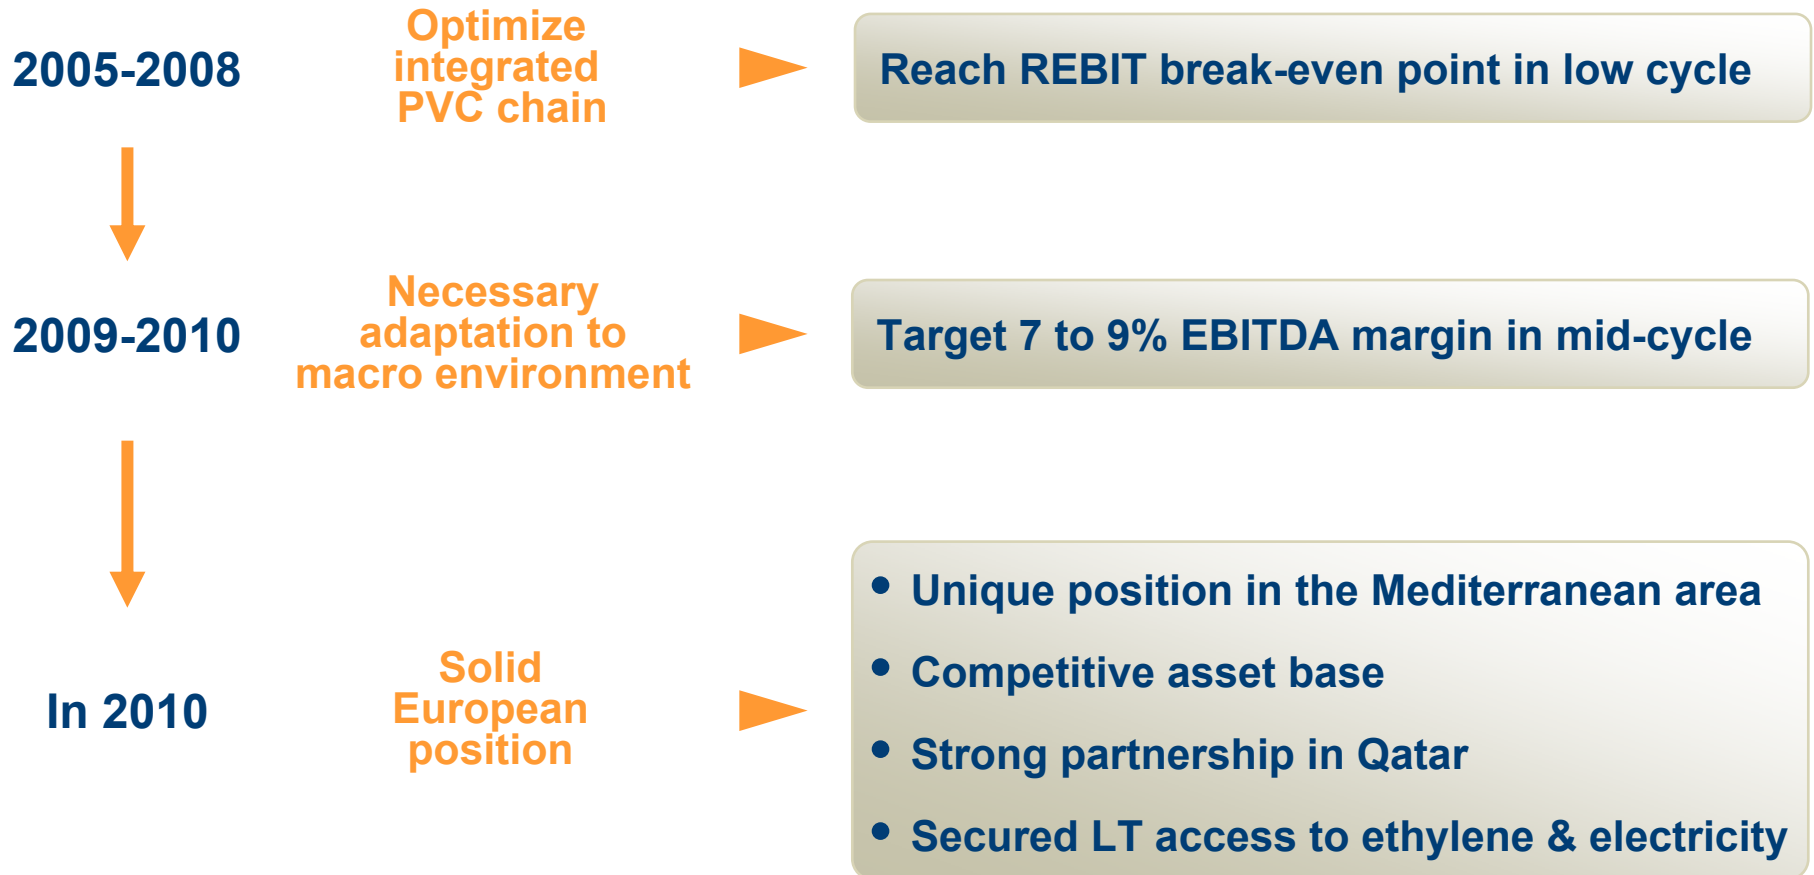 2005-2008
Optimize
integrated
PVC chain
Reach REBIT break-even point in low cycle
2009-2010
Necessary
adaptation to
macro environment
Target 7 to 9% EBITDA margin in mid-cycle
In 2010
Solid
European
position
• Unique position in the Mediterranean area
• Competitive asset base
• Strong partnership in Qatar
• Secured LT access to ethylene & electricity